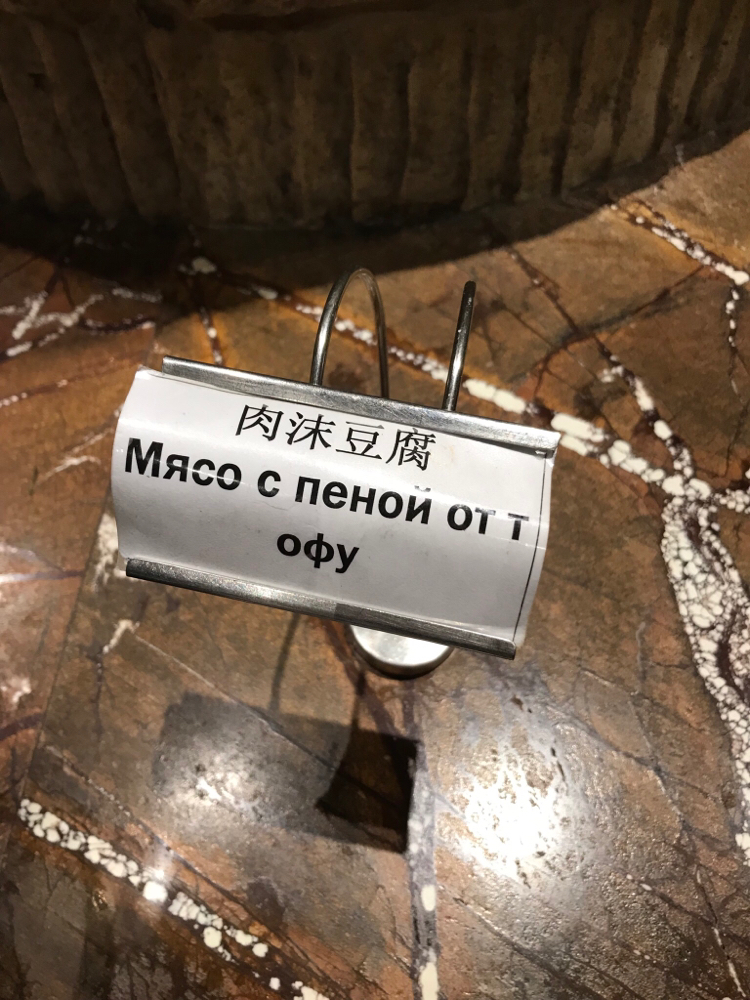 肉沫豆腐
Мясо с пеной от т
офу